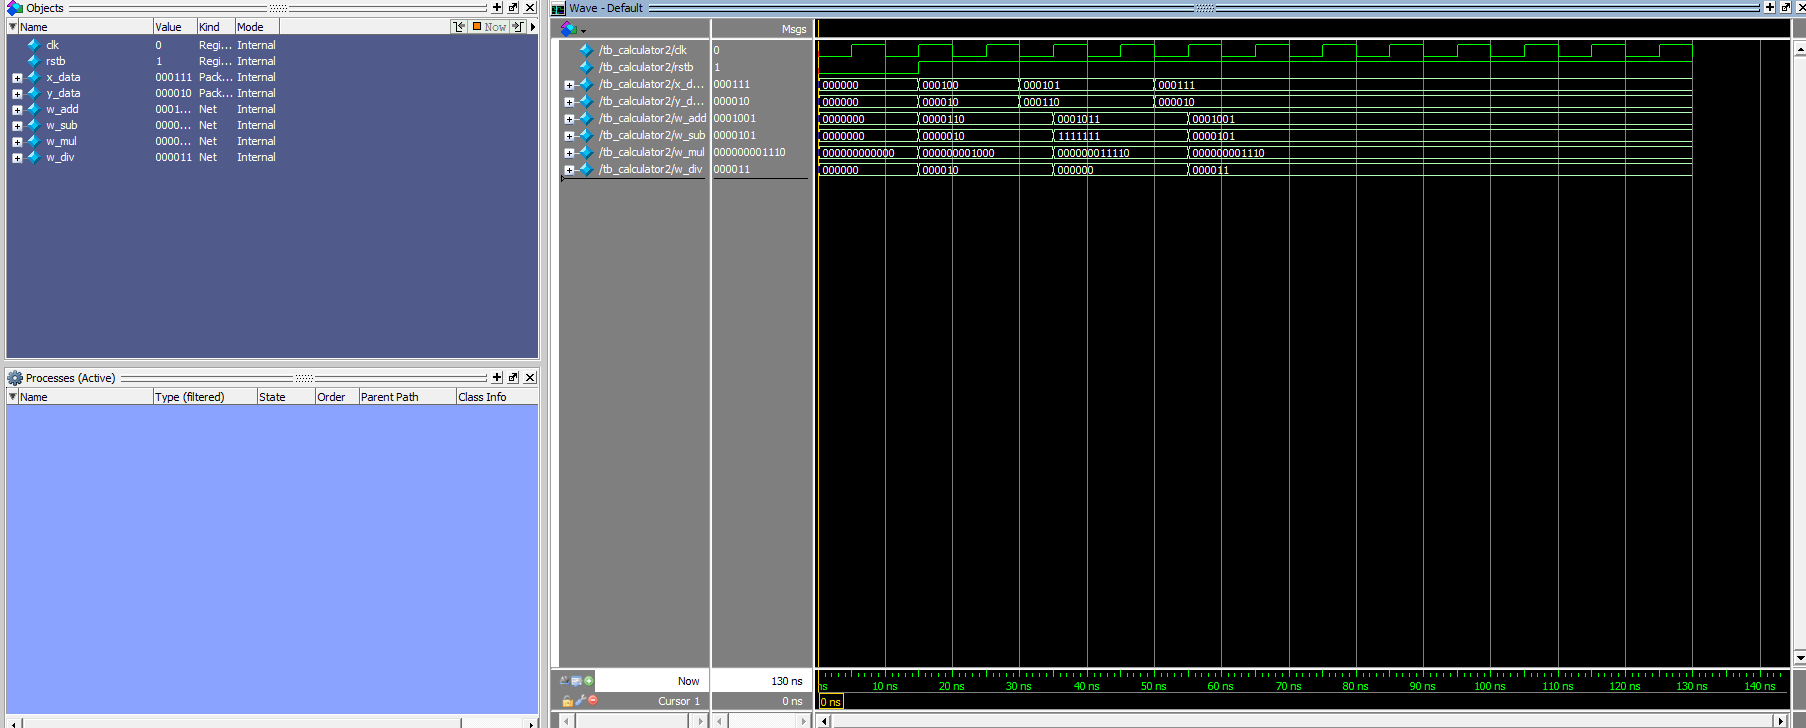 Objects
Name Value Kind Mode Now
clk 0 Regi... Internal
rstb 1 Regi... Internal
x_data 000111 Pack... Internal
y_data 000010 Pack... Internal
w_add 0001... Net Internal
w_sub 0000... Net Internal
w_mul 0000... Net Internal
w_div 000011 Net Internal
Processes (Active)
Name Type (filtered) State Order Parent Path Class Info
Wave - Default
Msgs
/tb_calculator2/clk 0
/tb_calculator2/rstb 1
/tb_calculator2/x_d... 000111 000000 000100 000101 000111
/tb_calculator2/y_d... 000010 000000 000010 000110 000010
/tb_calculator2/w_add 0001001 0000000 0000110 0001011 0001001
/tb_calculator2/w_sub 0000101 0000000 0000010 1111111 0000101
/tb_calculator2/w_mul 000000001110 000000000000 000000001000 000000011110 000000001110
/tb_calculator2/w_div 000011 000000 000010 000000 000011
Now 130 ns ns 10 ns 20 ns 30 ns 40 ns 50 ns 60 ns 70 ns 80 ns 90 ns 100 ns 110 ns 120 ns 130 ns 140 ns
Cursor 1 0 ns 0 ns